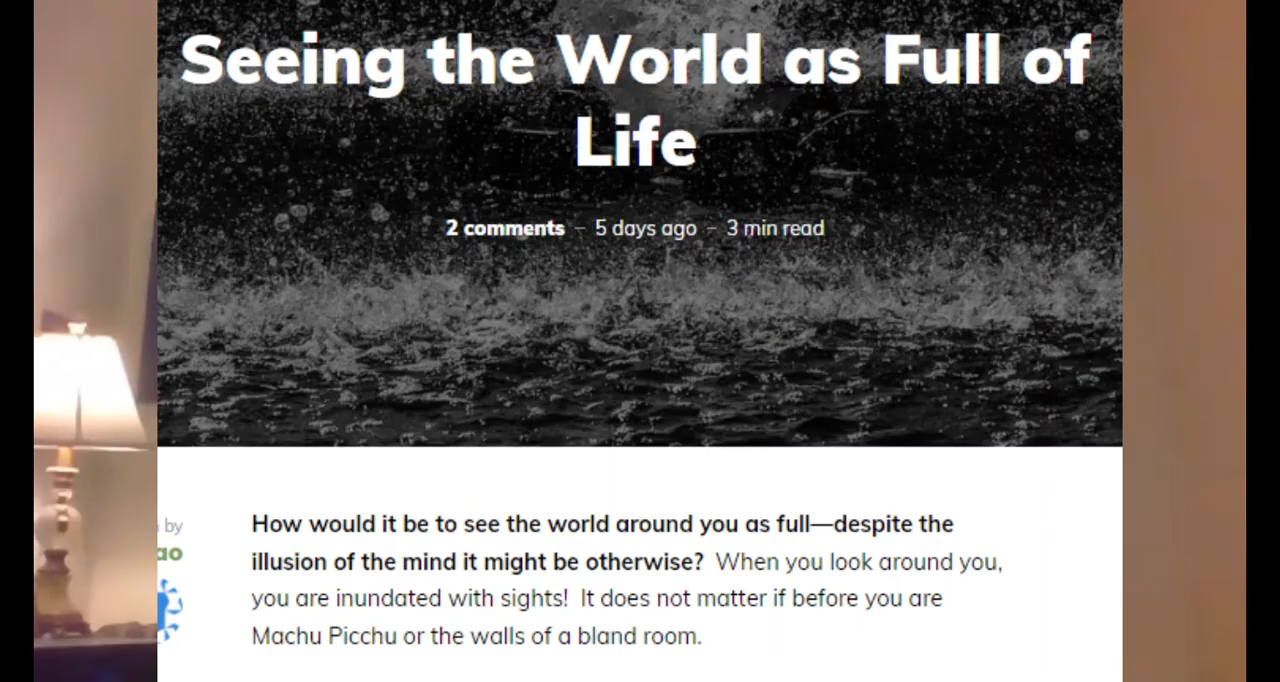 Seeing the World as Full of
Life
2 comments – 5 days ago – 3 min read
by
ao
How would it be to see the world around you as full—despite the
illusion of the mind it might be otherwise? When you look around you,
you are inundated with sights! It does not matter if before you are
Machu Picchu or the walls of a bland room.